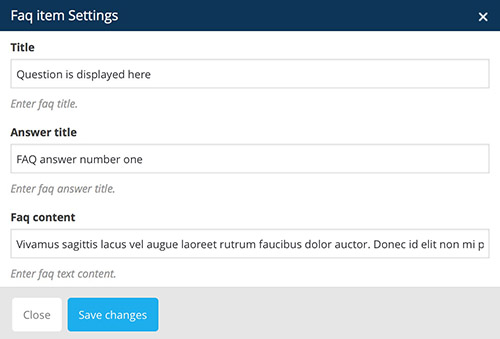 Faq item Settings
Title
Question is displayed here
Enter faq title.
Answer title
FAQ answer number one
Enter faq answer title.
Faq content
Vivamus sagittis lacus vel augue laoreet rutrum faucibus dolor auctor. Donec id elit non mi p
Enter faq text content.
Close
Save changes